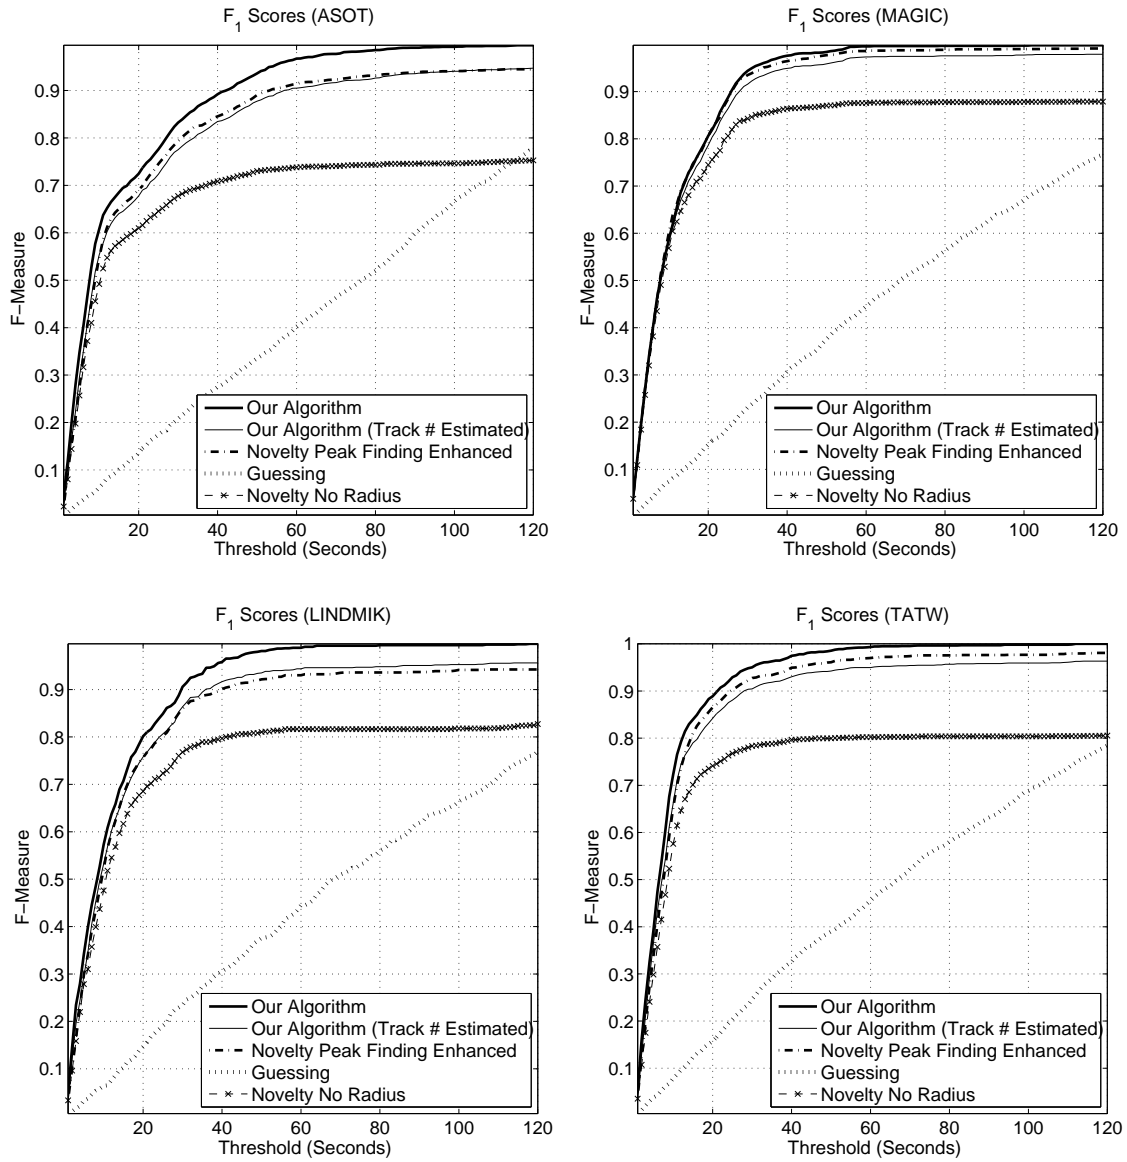 F1 Scores (ASOT)
0.9
0.8
0.7
0.6
0.5
0.4
0.3
0.2
0.1
F−Measure
Our Algorithm
Our Algorithm (Track # Estimated)
Novelty Peak Finding Enhanced
Guessing
Novelty No Radius
20 40 60 80 100 120
Threshold (Seconds)
F1 Scores (MAGIC)
0.9
0.8
0.7
0.6
0.5
0.4
0.3
0.2
0.1
F−Measure
Our Algorithm
Our Algorithm (Track # Estimated)
Novelty Peak Finding Enhanced
Guessing
Novelty No Radius
20 40 60 80 100 120
Threshold (Seconds)
F1 Scores (LINDMIK)
0.9
0.8
0.7
0.6
0.5
0.4
0.3
0.2
0.1
F−Measure
Our Algorithm
Our Algorithm (Track # Estimated)
Novelty Peak Finding Enhanced
Guessing
Novelty No Radius
20 40 60 80 100 120
Threshold (Seconds)
F1 Scores (TATW)
1
0.9
0.8
0.7
0.6
0.5
0.4
0.3
0.2
0.1
F−Measure
Our Algorithm
Our Algorithm (Track # Estimated)
Novelty Peak Finding Enhanced
Guessing
Novelty No Radius
20 40 60 80 100 120
Threshold (Seconds)